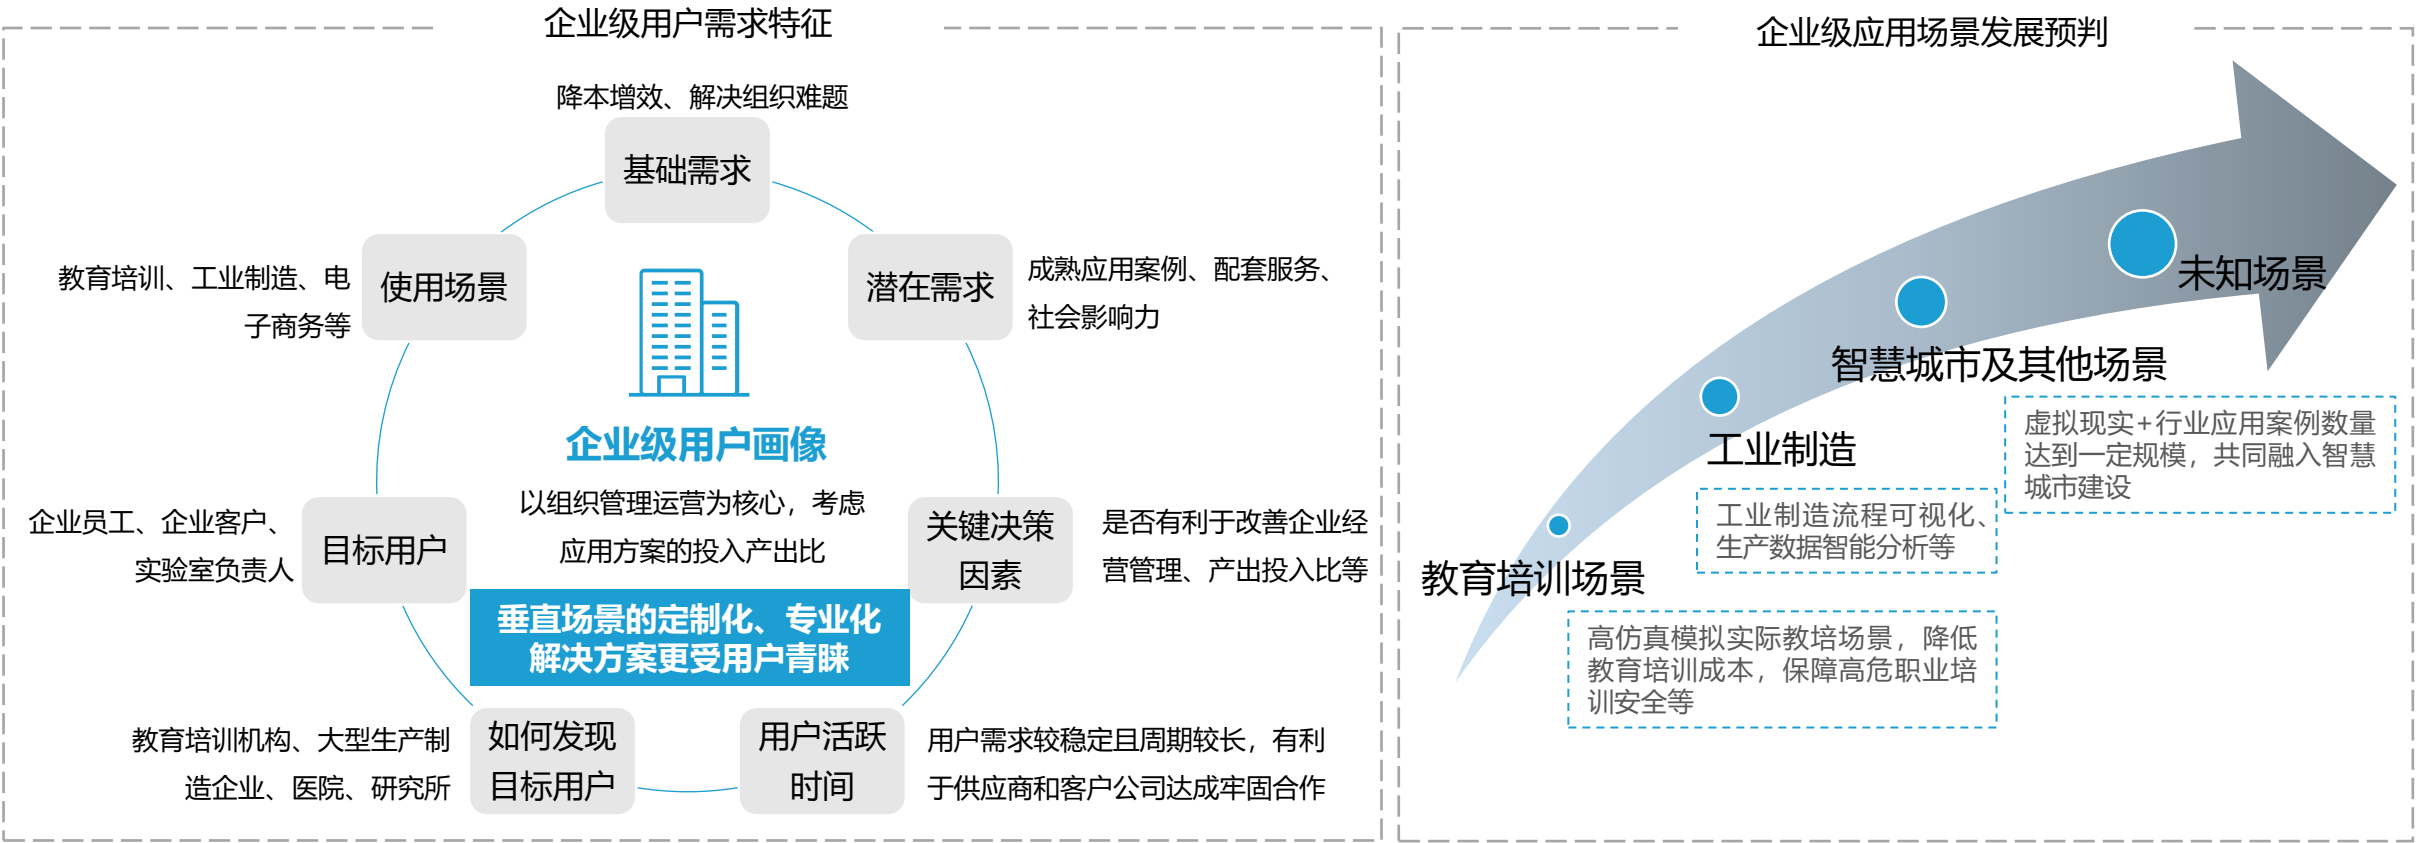 企业级用户需求特征
降本增效、解决组织难题
基础需求
潜在需求
成熟应用案例、配套服务、
社会影响力
关键决策
因素
是否有利于改善企业经
营管理、产出投入比等
用户活跃
时间
用户需求较稳定且周期较长，有利
于供应商和客户公司达成牢固合作
如何发现
目标用户
教育培训机构、大型生产制
造企业、医院、研究所
目标用户
企业员工、企业客户、
实验室负责人
使用场景
教育培训、工业制造、电
子商务等
企业级用户画像
以组织管理运营为核心，考虑
应用方案的投入产出比
垂直场景的定制化、专业化
解决方案更受用户青睐
企业级应用场景发展预判
教育培训场景
高仿真模拟实际教培场景，降低
教育培训成本，保障高危职业培
训安全等
工业制造
工业制造流程可视化、
生产数据智能分析等
智慧城市及其他场景
虚拟现实+行业应用案例数量
达到一定规模，共同融入智慧
城市建设
未知场景